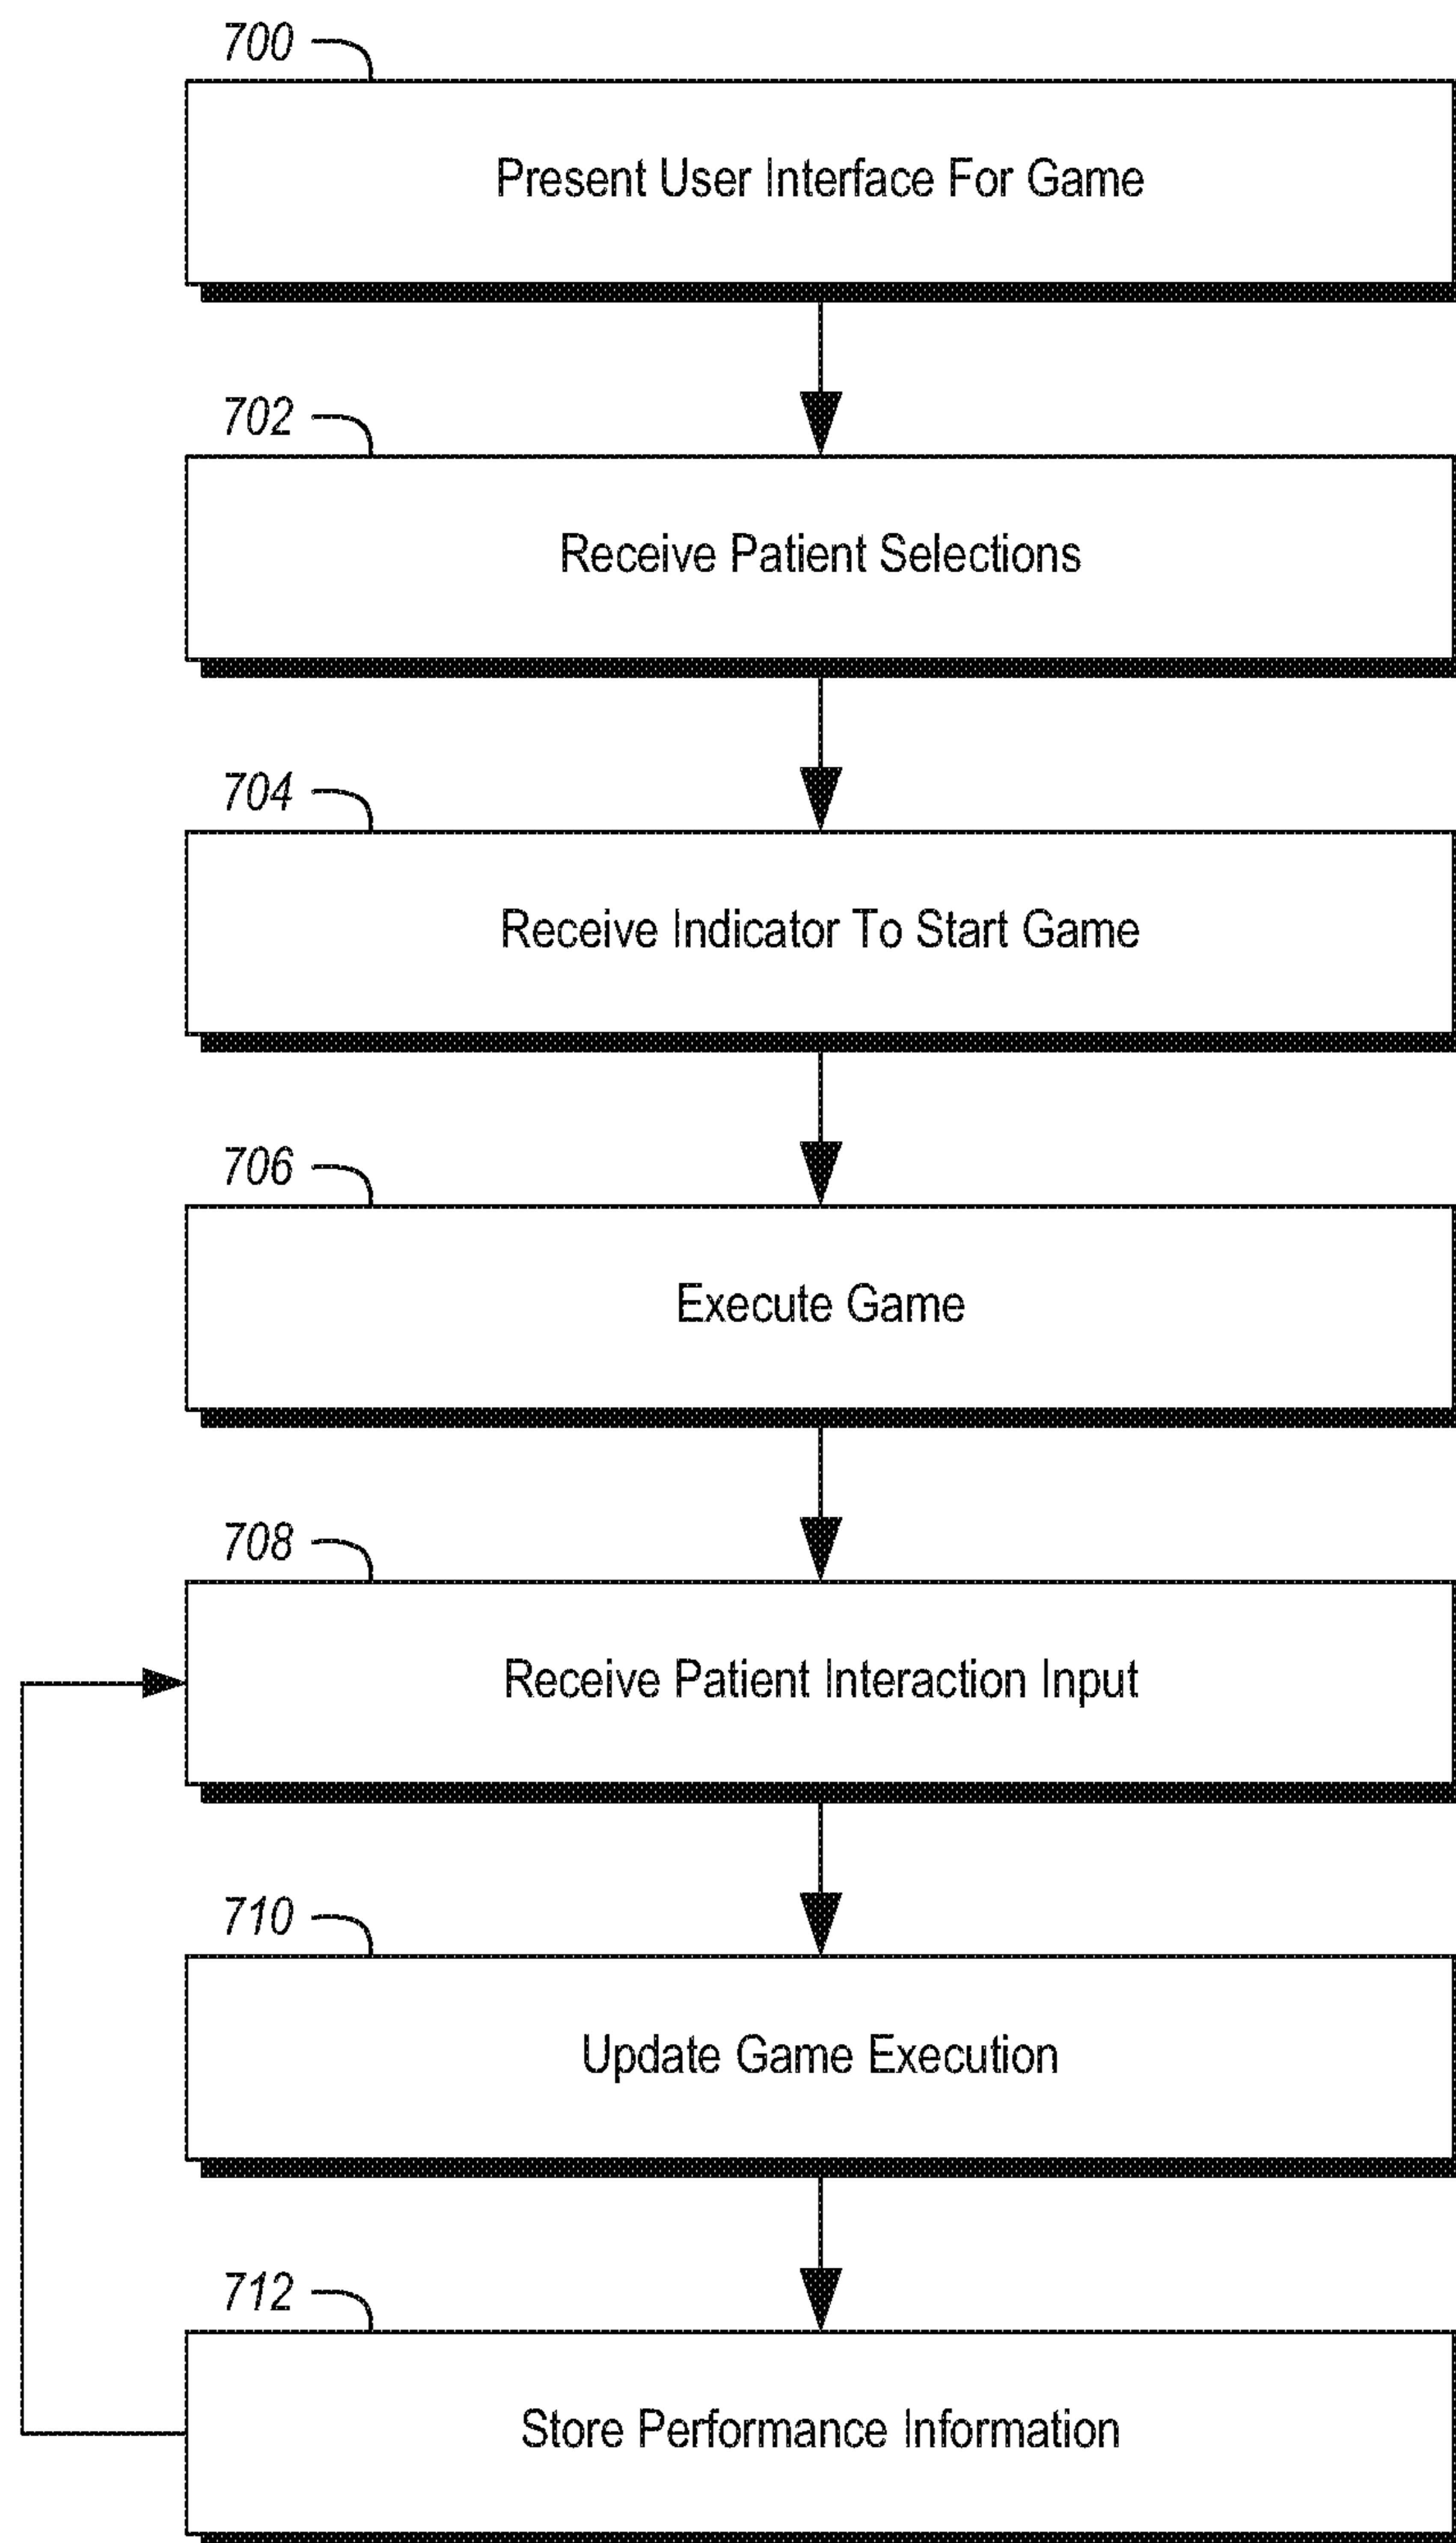 700
Present User Interface For Game
702
Receive Patient Selections
704
Receive Indicator To Start Game
706
Execute Game
708
Receive Patient Interaction Input
710
Update Game Execution
712
Store Performance Information